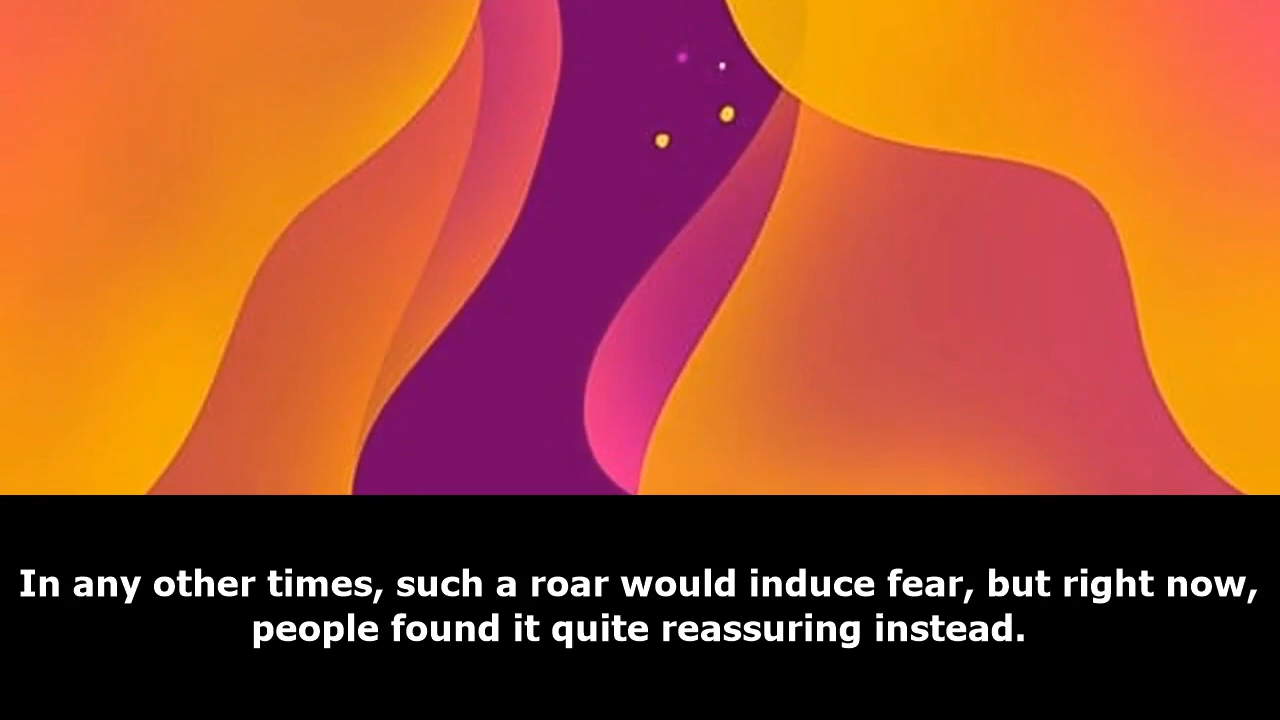 In any other times, such a roar would induce fear, but right now,
people found it quite reassuring instead.